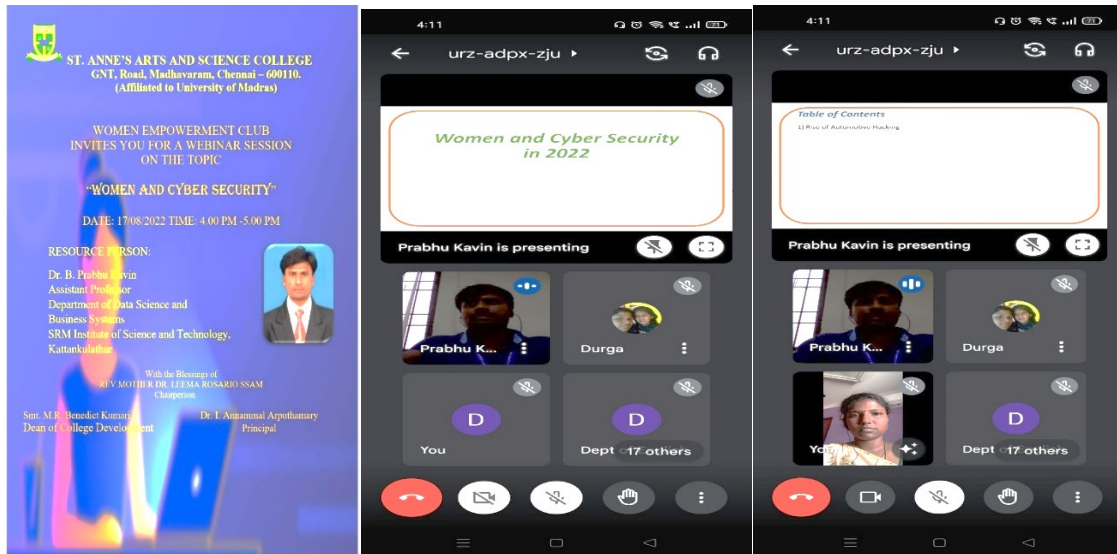 ST. ANNE'S ARTS AND SCIENCE COLLEGE
GNT, Road, Madhavaram, Chennai – 600110.
(Affiliated to University of Madras)
WOMEN EMPOWERMENT CLUB
INVITES YOU FOR A WEBINAR SESSION
ON THE TOPIC
“WOMEN AND CYBER SECURITY”
DATE: 17/08/2022 TIME: 4.00 PM -5.00 PM
RESOURCE PERSON:
Dr. B. Prabhu Kavin
Assistant Professor
Department of Data Science and
Business Systems
SRM Institute of Science and Technology,
Kattankulathur
With the Blessings of
REV.MOTHER DR. LEEMA ROSARIO SSAM
Chairperson
Smt. M.R. Benedict Kumari
Dean of College Development
Dr. I. Annammal Arputhamary
Principal
4:11
71
urz-adpx-zju
Women and Cyber Security
in 2022
Prabhu Kavin is presenting
Prabhu K...
Durga
D
You
D
Dept of
17 others
4:11
71
urz-adpx-zju
Table of Contents
1) Rise of Automotive Hacking
Prabhu Kavin is presenting
Prabhu K...
Durga
You
D
Dept of
17 others